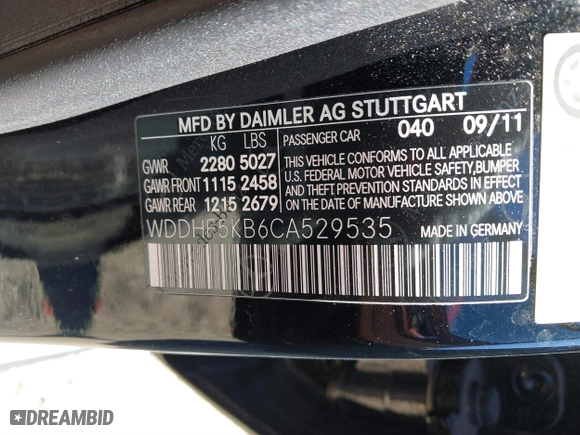 MFD BY DAIMLER AG STUTTGART
KG LBS PASSENGER CAR 040 09/11
GVWR 2280 5027
GAWR FRONT 1115 2458
GAWR REAR 1215 2679
THIS VEHICLE CONFORMS TO ALL APPLICABLE
U.S. FEDERAL MOTOR VEHICLE SAFETY, BUMPER
AND THEFT PREVENTION STANDARDS IN EFFECT
ON THE DATE OF MANUFACTURE SHOWN ABOVE.
WDDHF5KB6CA529535 MADE IN GERMANY
DREAMBID